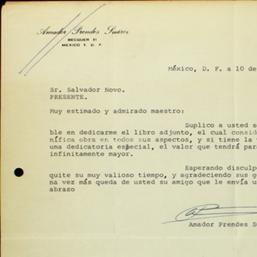 Amador Prendes Suárez
BECQUER 21
MEXICO 5, D. F.
México, D. F. a 10 de
Sr. Salvador Novo.
PRESENTE.
Muy estimado y admirado maestro:
Suplico a usted s
ble en dedicarme el libro adjunto, el cual consid
nífica obra en todos sus aspectos, y si tiene la
una dedicatoria especial, el valor que tendrá par
infinitamente mayor.
Esperando disculp
quite su muy valioso tiempo, y agradeciendo sus g
na vez más queda de usted su amigo que le envía u
abrazo
Amador Prendes S